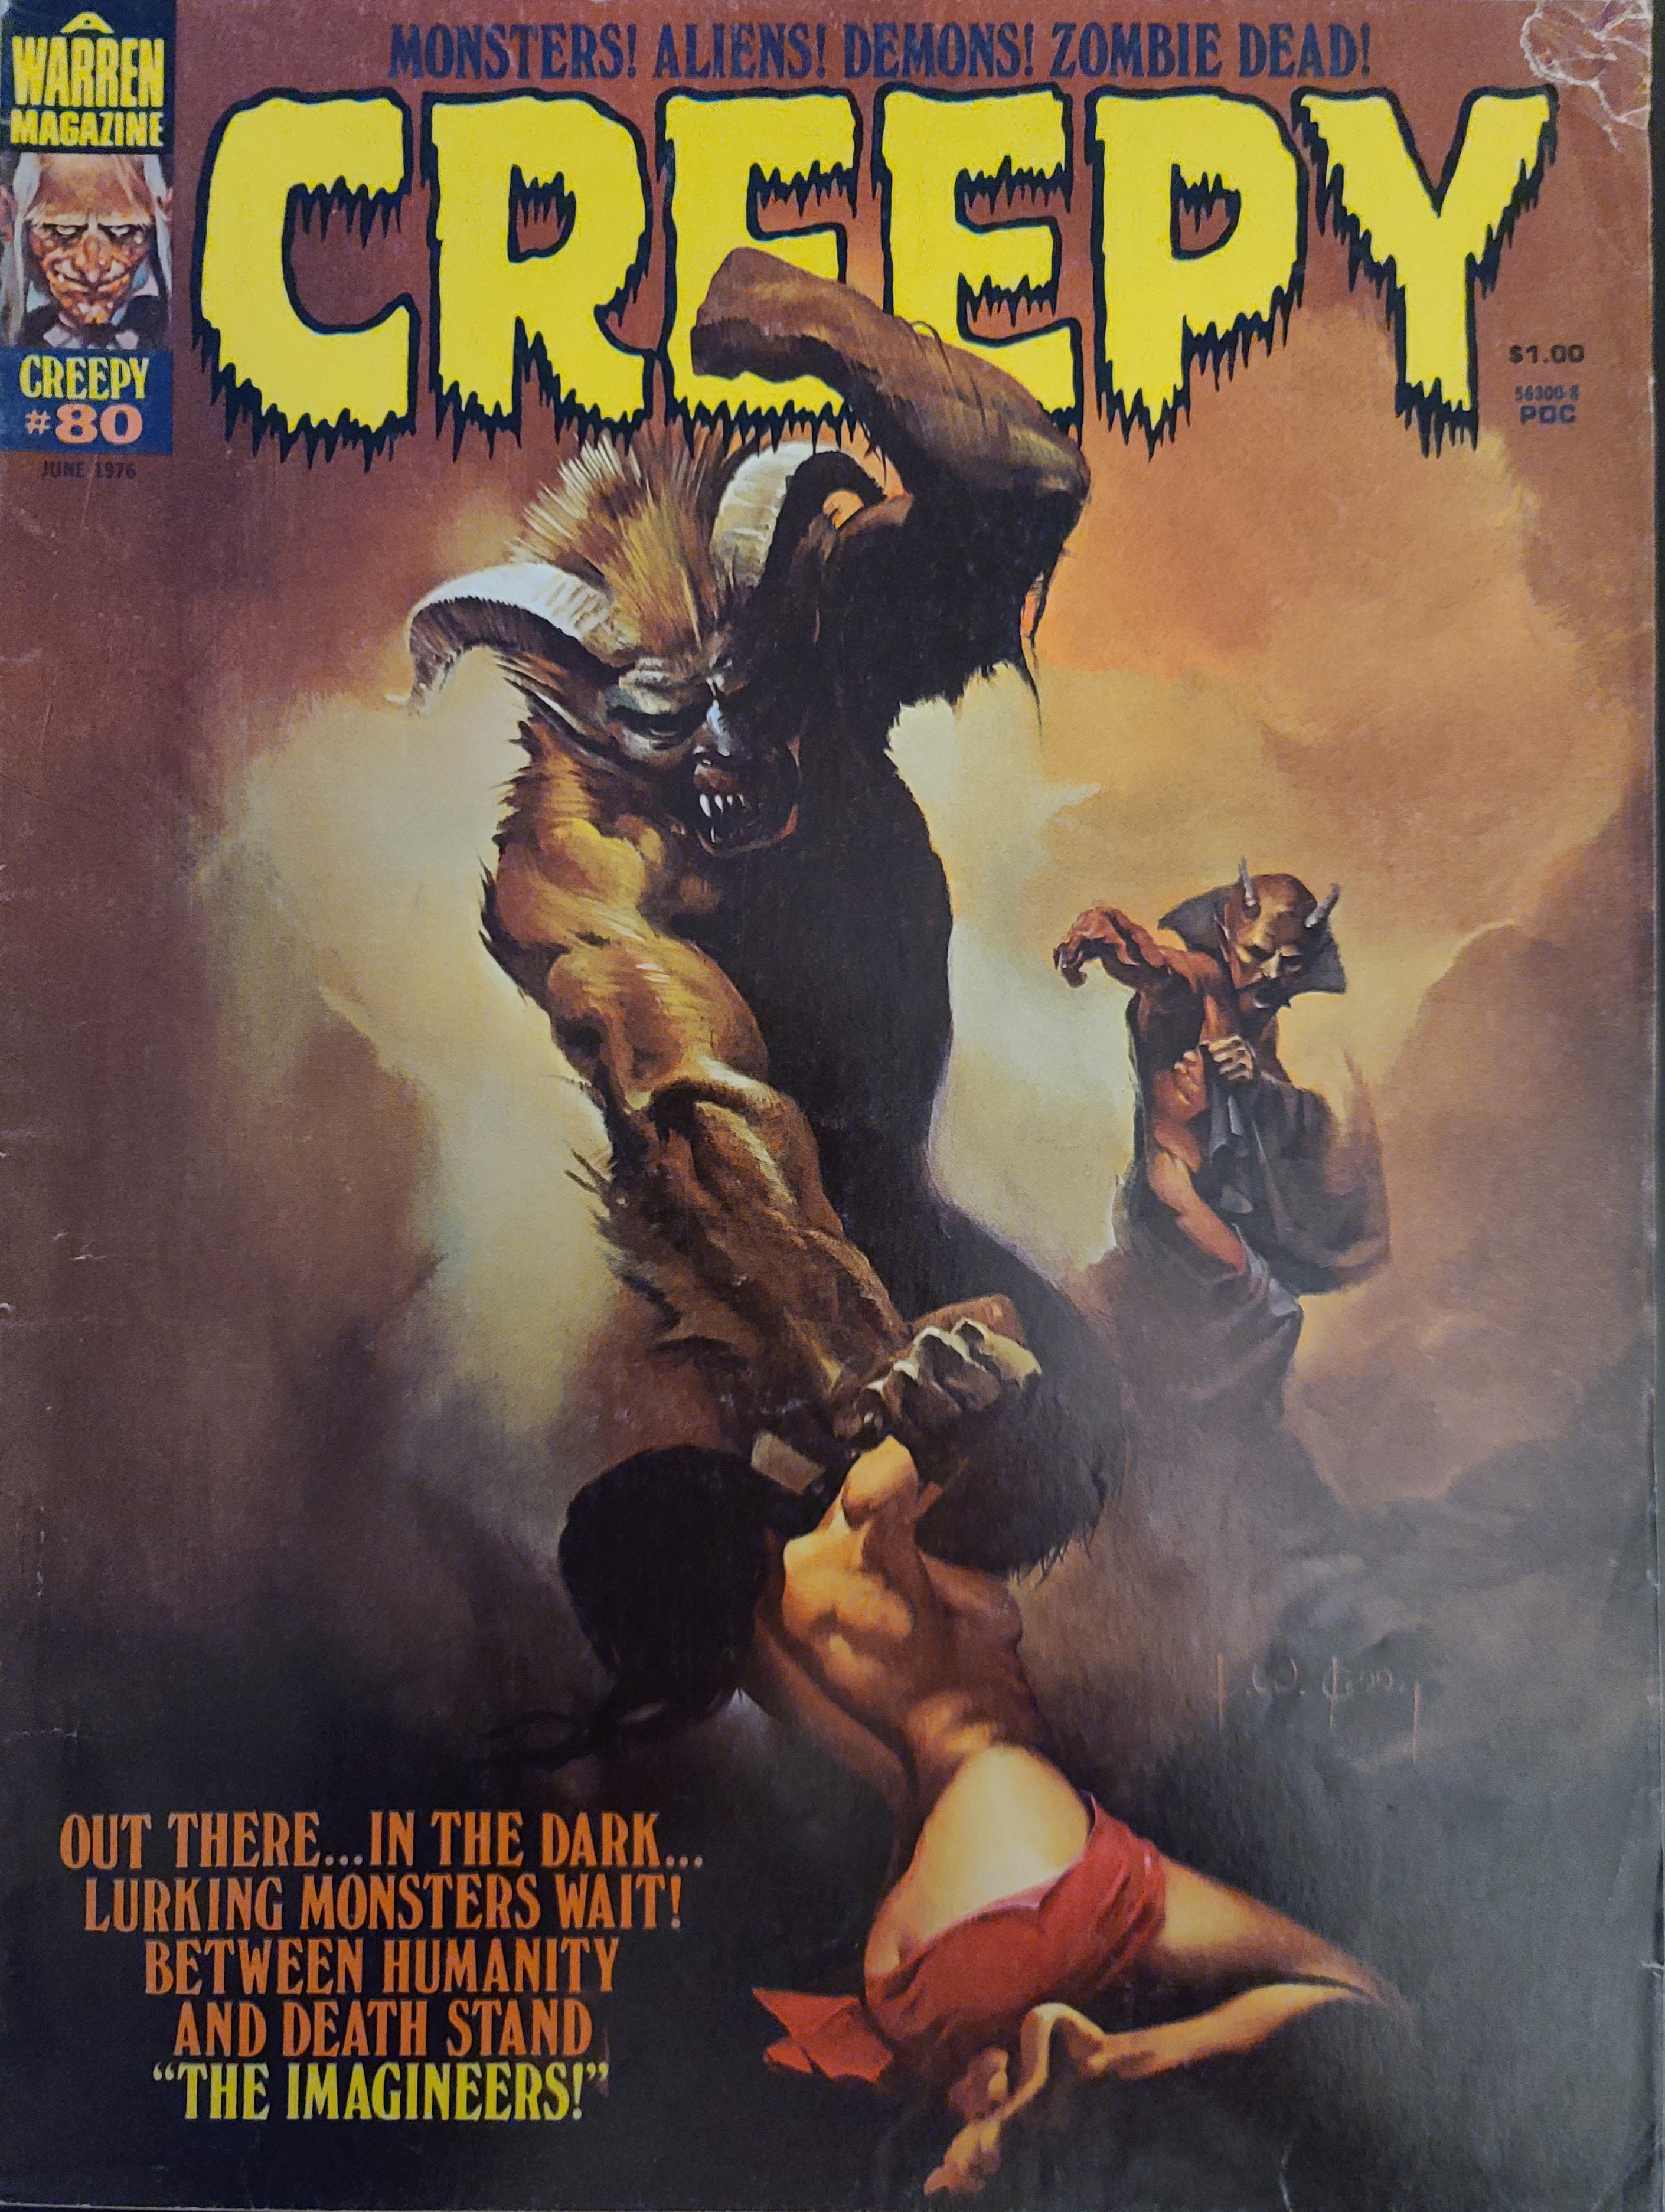 A
WARREN
MAGAZINE
CREEPY
#80
JUNE 1976
MONSTERS! ALIENS! DEMONS! ZOMBIE DEAD!
CREEPY
$1.00
56300-8
PDC
OUT THERE...IN THE DARK...
LURKING MONSTERS WAIT!
BETWEEN HUMANITY
AND DEATH STAND
“THE IMAGINEERS!”